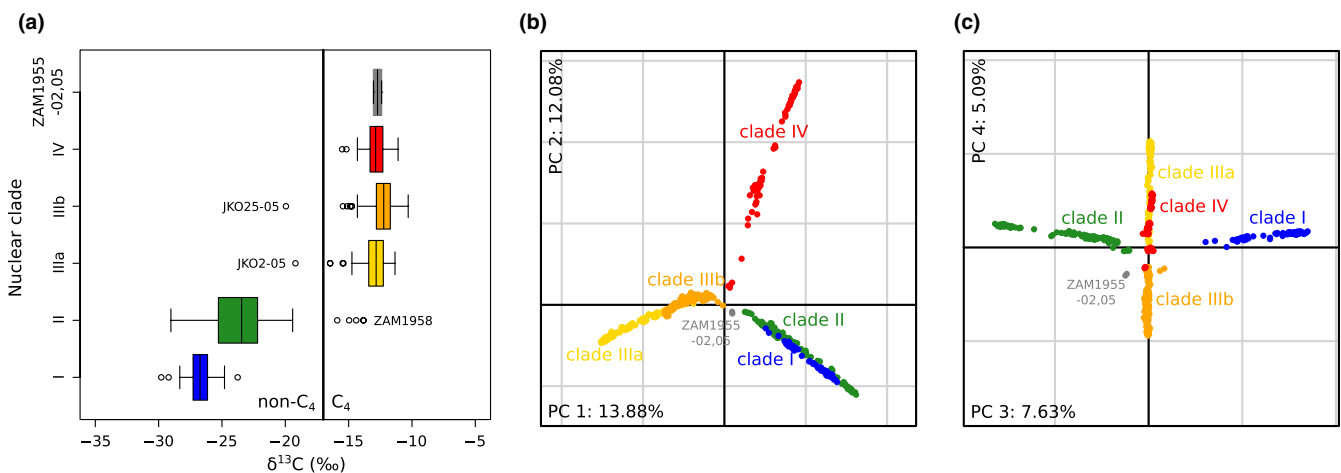 (a)
Nuclear clade
ZAM1955
-02,05
IV
IIIb
IIIa
II
I
JKO25-05
JKO2-05
ZAM1958
non-C₄
C₄
−35
−30
−25
−20
−15
−10
−5
δ¹³C (‰)
(b)
PC 2: 12.08%
clade IV
clade IIIb
ZAM1955
-02,05
clade II
clade I
clade IIIa
PC 1: 13.88%
(c)
PC 4: 5.09%
clade IIIa
clade II
clade IV
clade I
ZAM1955
-02,05
clade IIIb
PC 3: 7.63%